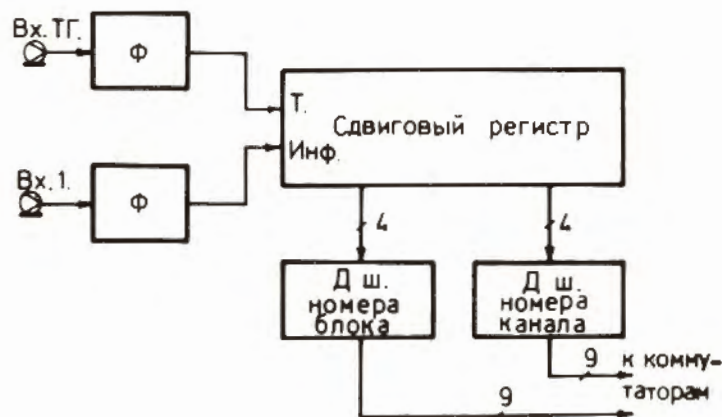 Вх. ТГ.
Ф
Т.
Сдвиговый регистр
Инф.
Вх. 1.
Ф
4
4
Д ш.
номера
блока
Д ш.
номера
канала
9
к комму-
таторам
9